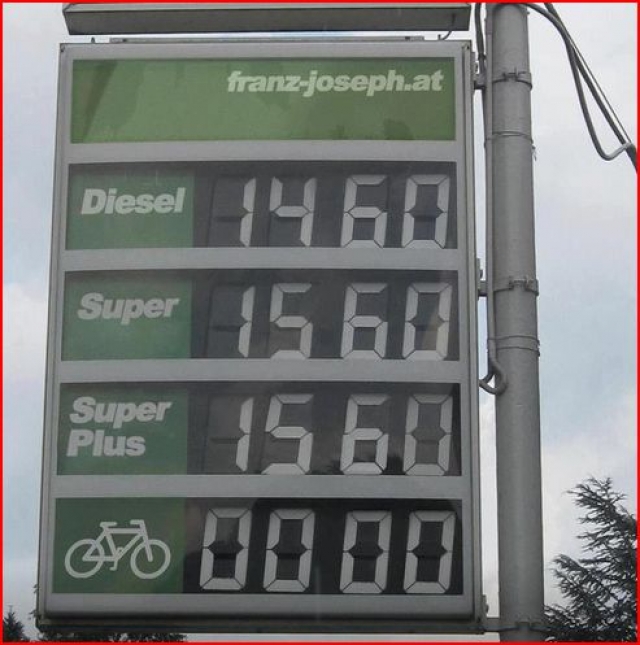 franz-joseph.at
Diesel 1460
Super 1560
Super
Plus 1560
0000